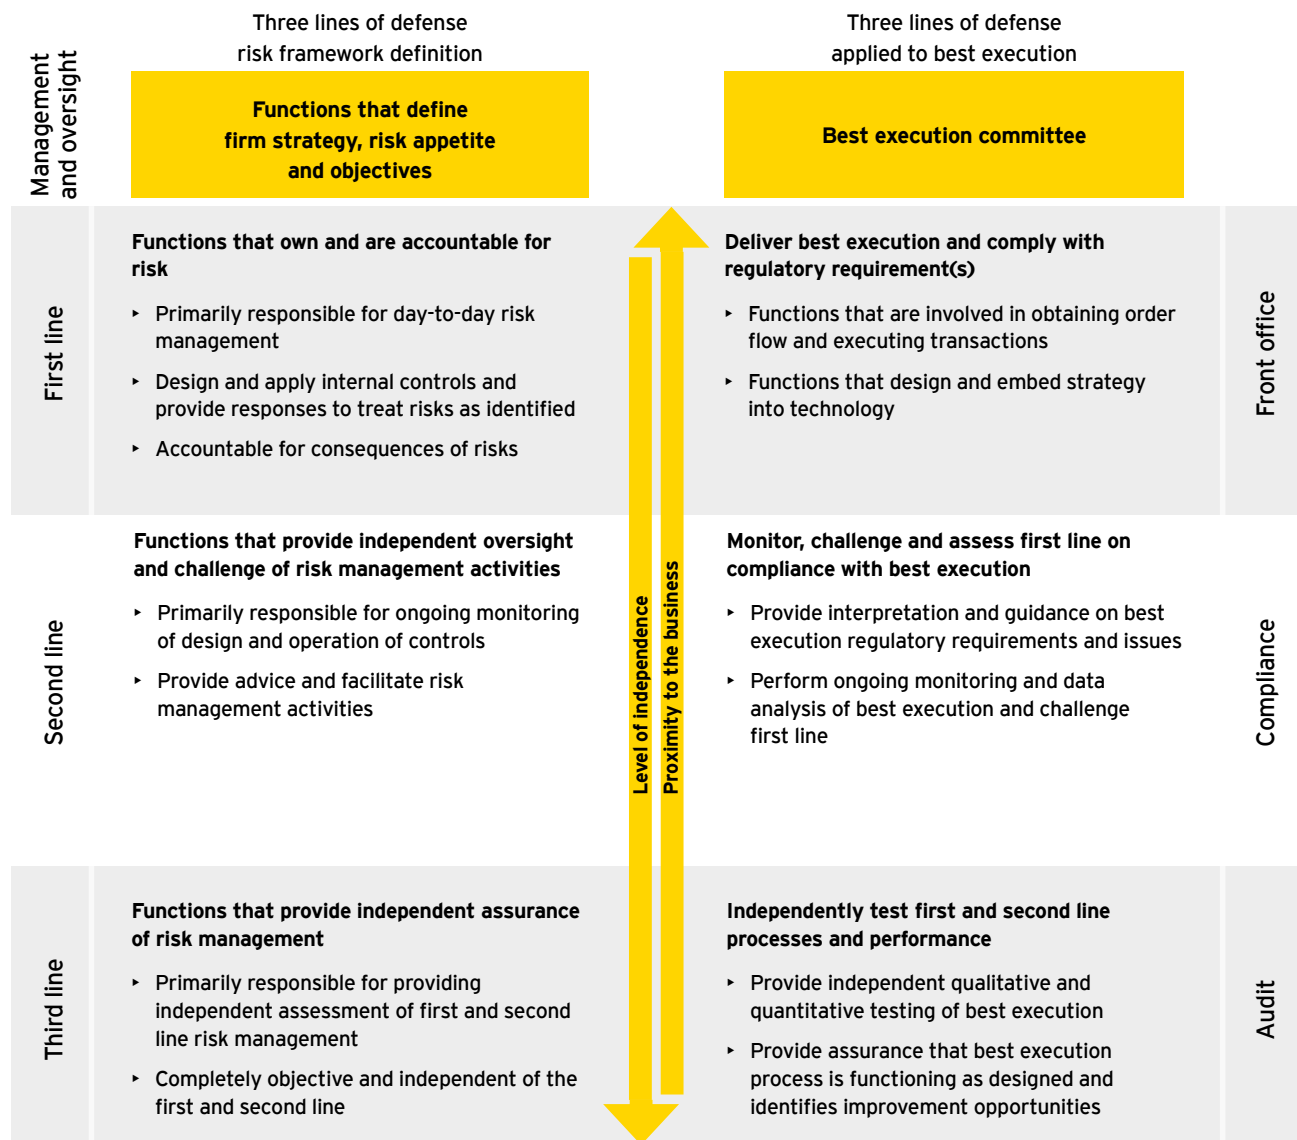 Three lines of defense
risk framework definition
Three lines of defense
applied to best execution
Management
and oversight
Functions that define
firm strategy, risk appetite
and objectives
Best execution committee
First line
Functions that own and are accountable for
risk
‣ Primarily responsible for day-to-day risk
management
‣ Design and apply internal controls and
provide responses to treat risks as identified
‣ Accountable for consequences of risks
Deliver best execution and comply with
regulatory requirement(s)
‣ Functions that are involved in obtaining order
flow and executing transactions
‣ Functions that design and embed strategy
into technology
Front office
Second line
Functions that provide independent oversight
and challenge of risk management activities
‣ Primarily responsible for ongoing monitoring
of design and operation of controls
‣ Provide advice and facilitate risk
management activities
Level of independence
Proximity to the business
Monitor, challenge and assess first line on
compliance with best execution
‣ Provide interpretation and guidance on best
execution regulatory requirements and issues
‣ Perform ongoing monitoring and data
analysis of best execution and challenge
first line
Compliance
Third line
Functions that provide independent assurance
of risk management
‣ Primarily responsible for providing
independent assessment of first and second
line risk management
‣ Completely objective and independent of the
first and second line
Independently test first and second line
processes and performance
‣ Provide independent qualitative and
quantitative testing of best execution
‣ Provide assurance that best execution
process is functioning as designed and
identifies improvement opportunities
Audit